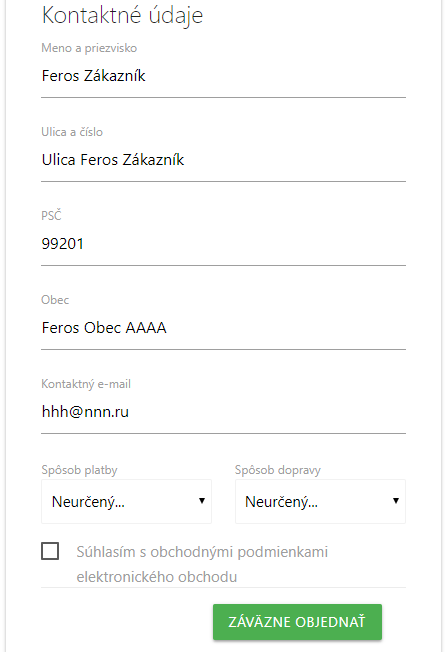 Kontaktné údaje
Meno a priezvisko
Feros Zákazník
Ulica a číslo
Ulica Feros Zákazník
PSČ
99201
Obec
Feros Obec AAAA
Kontaktný e-mail
hhh@nnn.ru
Spôsob platby Spôsob dopravy
Neurčený... Neurčený...
Súhlasím s obchodnými podmienkami
elektronického obchodu
ZÁVÄZNE OBJEDNAŤ